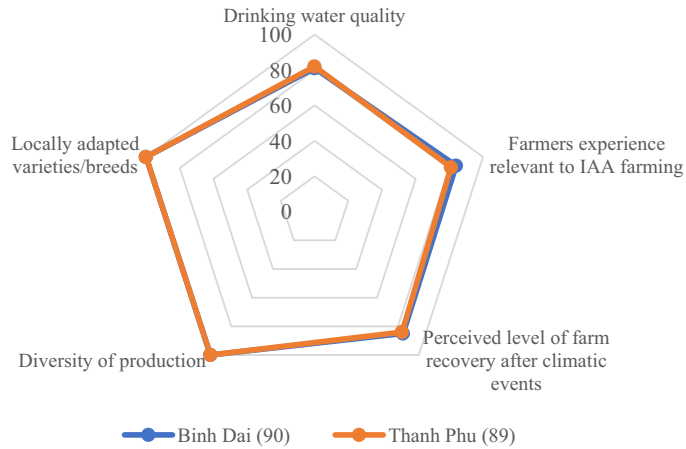 Drinking water quality
100
80
60
40
20
0
Farmers experience
relevant to IAA farming
Perceived level of farm
recovery after climatic
events
Diversity of production
Locally adapted
varieties/breeds
Binh Dai (90)
Thanh Phu (89)